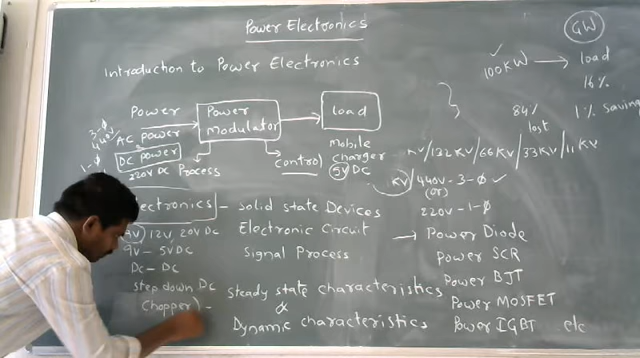 Power Electronics
GW
Introduction to Power Electronics
100KW → load
16%
1% saving
84%
lost
Power
Power
Modulator
load
3-φ
440V
AC power
DC power
1-φ
220V DC
Process
Control
mobile
charger
5V DC
KV/132KV/66KV/33KV/11KV
KV/440V-3-φ ✓
(or)
220V-1-φ
ectronics - solid state Devices
9V 12V, 20V DC
Electronic Circuit
→ Power Diode
9V - 5V DC
Signal Process
Power SCR
DC - DC
Power BJT
step down DC
Steady state characteristics
(Chopper) -
&
Power MOSFET
Dynamic characteristics
Power IGBT etc